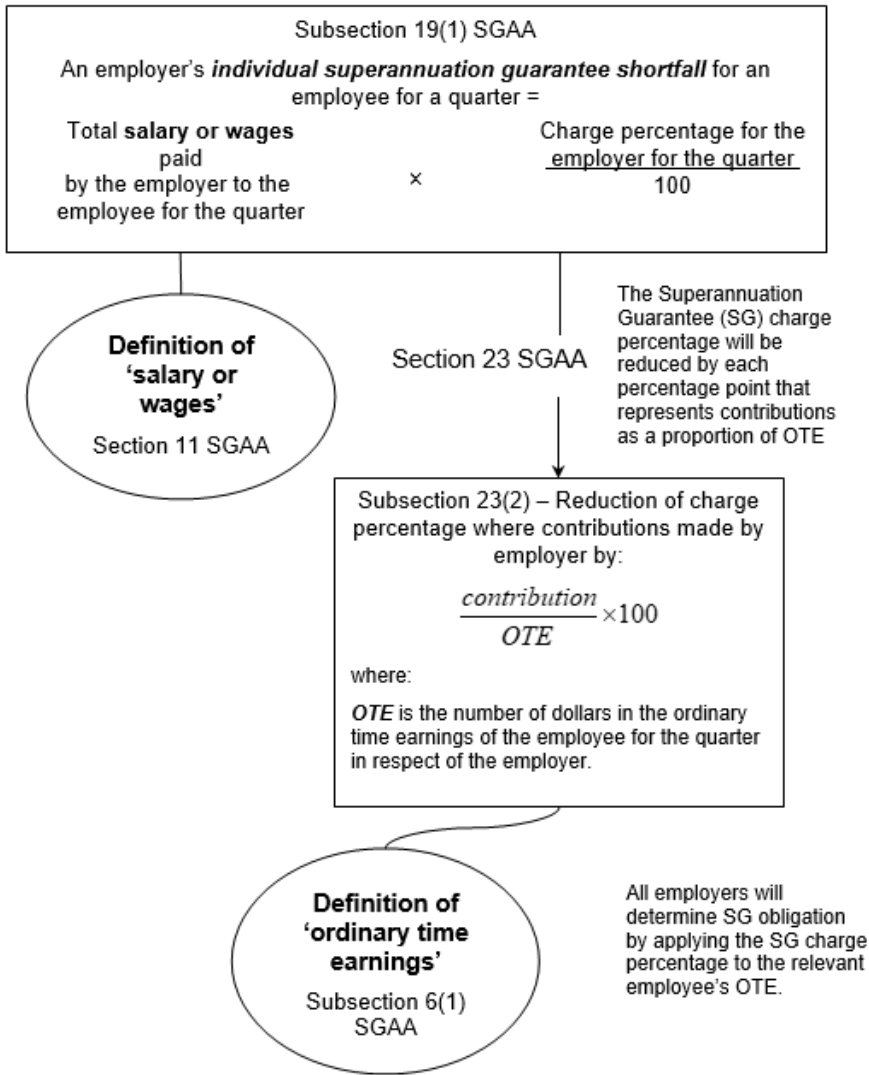 Subsection 19(1) SGAA
An employer's individual superannuation guarantee shortfall for an
employee for a quarter =
Total salary or wages
paid
by the employer to the
employee for the quarter
×
Charge percentage for the
employer for the quarter
100
Definition of
'salary or
wages'
Section 11 SGAA
Section 23 SGAA
The Superannuation
Guarantee (SG) charge
percentage will be
reduced by each
percentage point that
represents contributions
as a proportion of OTE
Subsection 23(2) – Reduction of charge
percentage where contributions made by
employer by:
contribution
OTE
×100
where:
OTE is the number of dollars in the ordinary
time earnings of the employee for the quarter
in respect of the employer.
Definition of
'ordinary time
earnings'
Subsection 6(1)
SGAA
All employers will
determine SG obligation
by applying the SG charge
percentage to the relevant
employee's OTE.